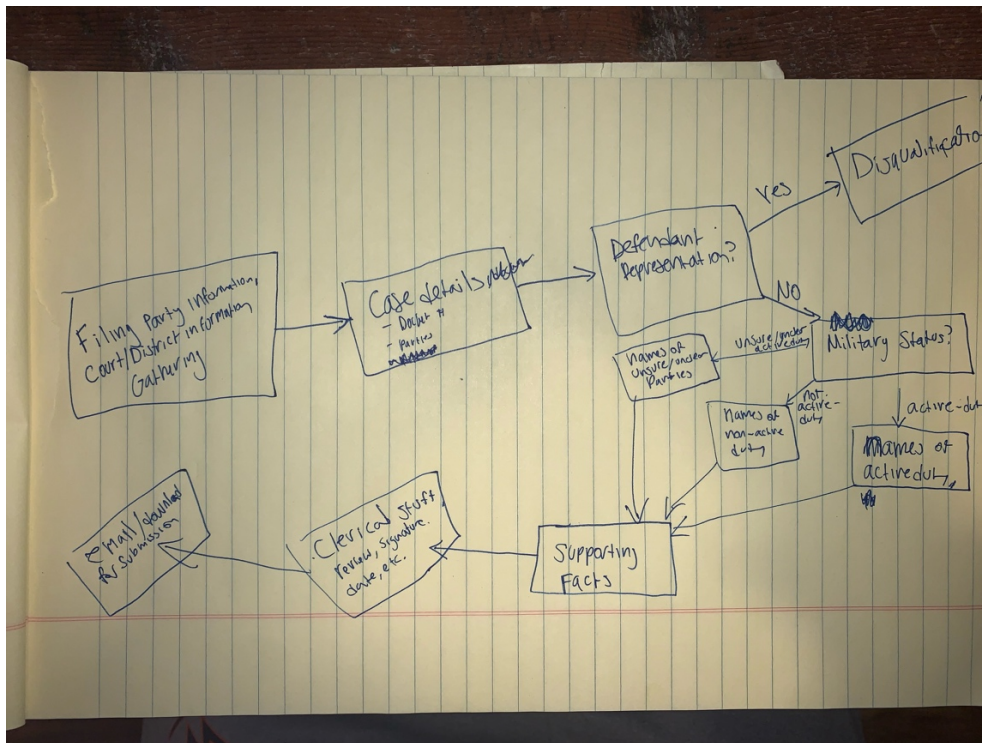 Filing Party Information,
Court/District information
Gathering
Case details
- Docket #
- Parties
Defendant
Representation?
Yes
Disqualificatio
NO
Military Status?
unsure/under
active duty
names of
unsure/under
Parties
not-
active-
duty
names of
non-active
duty
active-dut
names of
active duty
Supporting
Facts
Clerical stuff
review, signature
date, etc.
email/download
for submission